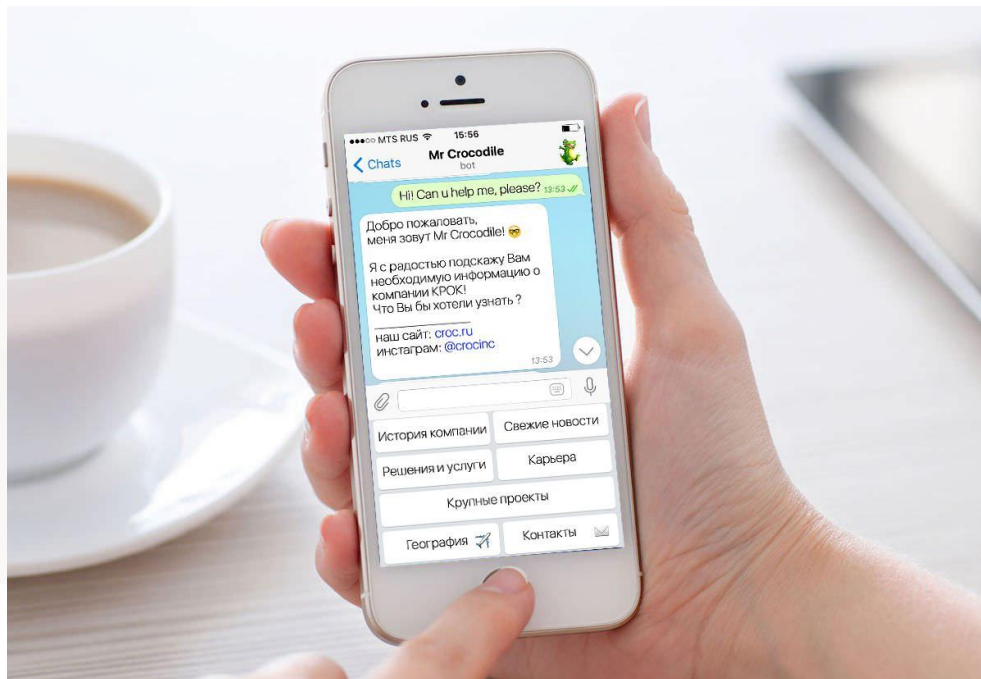 MTS RUS 15:56
Chats
Mr Crocodile
bot
Hi! Can u help me, please? 13:53
Добро пожаловать,
меня зовут Mr Crocodile! 🤓
Я с радостью подскажу Вам
необходимую информацию о
компании КРОК!
Что Вы бы хотели узнать ?
наш сайт: croc.ru
инстаграм: @crocinc
13:53
История компании
Свежие новости
Решения и услуги
Карьера
Крупные проекты
География
Контакты